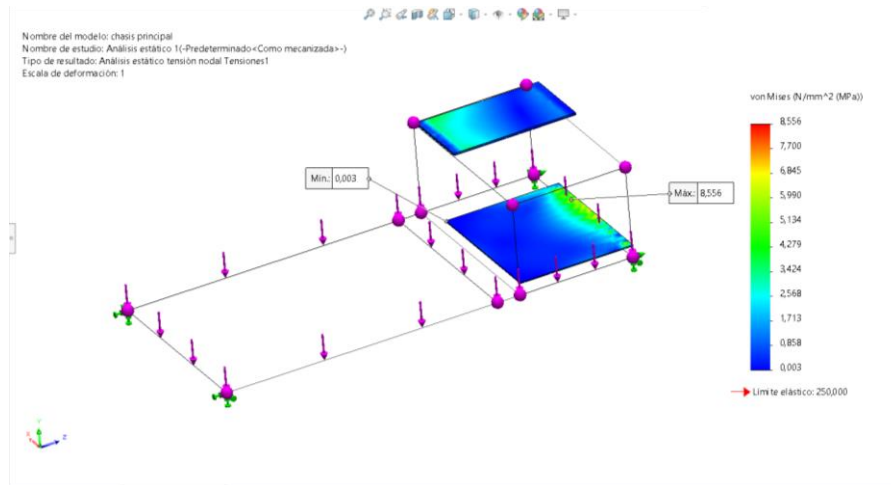 Nombre del modelo: chasis principal
Nombre de estudio: Análisis estático 1(-Predeterminado<Como mecanizada>-)
Tipo de resultado: Análisis estático tensión nodal Tensiones1
Escala de deformación: 1
von Mises (N/mm^2 (MPa))
8,556
7,700
6,845
5,990
5,134
4,279
3,424
2,568
1,713
0,858
0,003
Límite elástico: 250,000
Mín.: 0,003
Máx.: 8,556
Y
X
Z